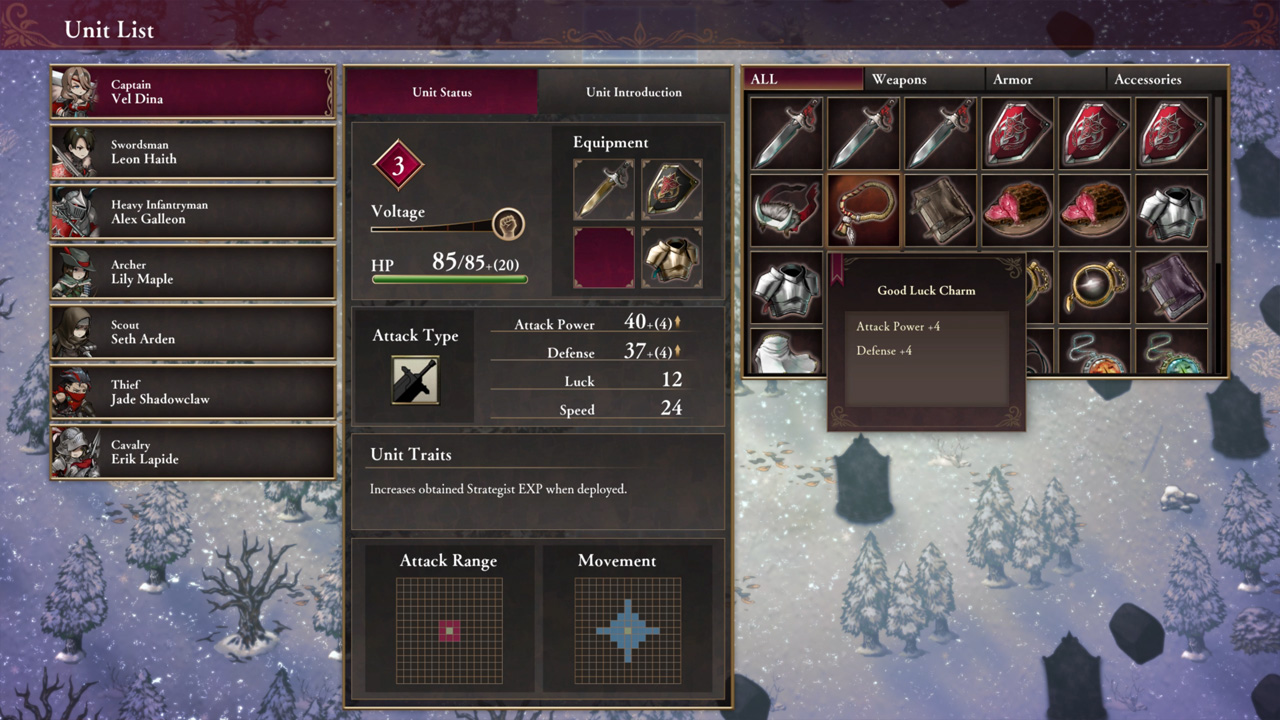 Unit List
Captain
Vel Dina
Swordsman
Leon Haith
Heavy Infantryman
Alex Galleon
Archer
Lily Maple
Scout
Seth Arden
Thief
Jade Shadowclaw
Cavalry
Erik Lapide
Unit Status
Unit Introduction
3
Voltage
HP 85/85+(20)
Equipment
Attack Type
Attack Power 40+(4)
Defense 37+(4)
Luck 12
Speed 24
Unit Traits
Increases obtained Strategist EXP when deployed.
Attack Range
Movement
ALL
Weapons
Armor
Accessories
Good Luck Charm
Attack Power +4
Defense +4